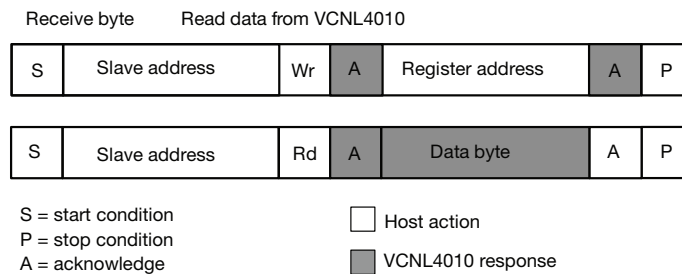 Receive byte Read data from VCNL4010
S Slave address Wr A Register address A P
S Slave address Rd A Data byte A P
S = start condition
P = stop condition
A = acknowledge
Host action
VCNL4010 response